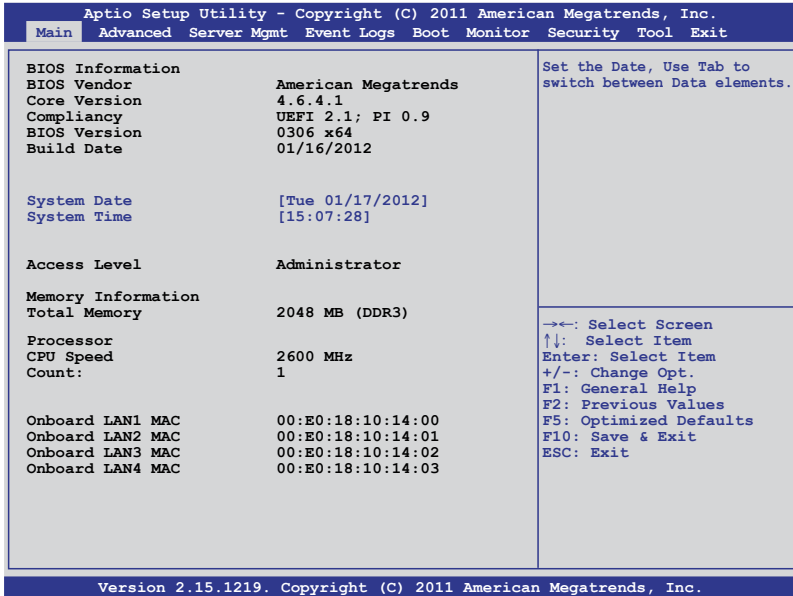 Aptio Setup Utility - Copyright (C) 2011 American Megatrends, Inc.
Main Advanced Server Mgmt Event Logs Boot Monitor Security Tool Exit
BIOS Information
BIOS Vendor American Megatrends
Core Version 4.6.4.1
Compliancy UEFI 2.1; PI 0.9
BIOS Version 0306 x64
Build Date 01/16/2012
System Date [Tue 01/17/2012]
System Time [15:07:28]
Access Level Administrator
Memory Information
Total Memory 2048 MB (DDR3)
Processor
CPU Speed 2600 MHz
Count: 1
Onboard LAN1 MAC 00:E0:18:10:14:00
Onboard LAN2 MAC 00:E0:18:10:14:01
Onboard LAN3 MAC 00:E0:18:10:14:02
Onboard LAN4 MAC 00:E0:18:10:14:03
Set the Date, Use Tab to
switch between Data elements.
→←: Select Screen
↑↓: Select Item
Enter: Select Item
+/-: Change Opt.
F1: General Help
F2: Previous Values
F5: Optimized Defaults
F10: Save & Exit
ESC: Exit
Version 2.15.1219. Copyright (C) 2011 American Megatrends, Inc.